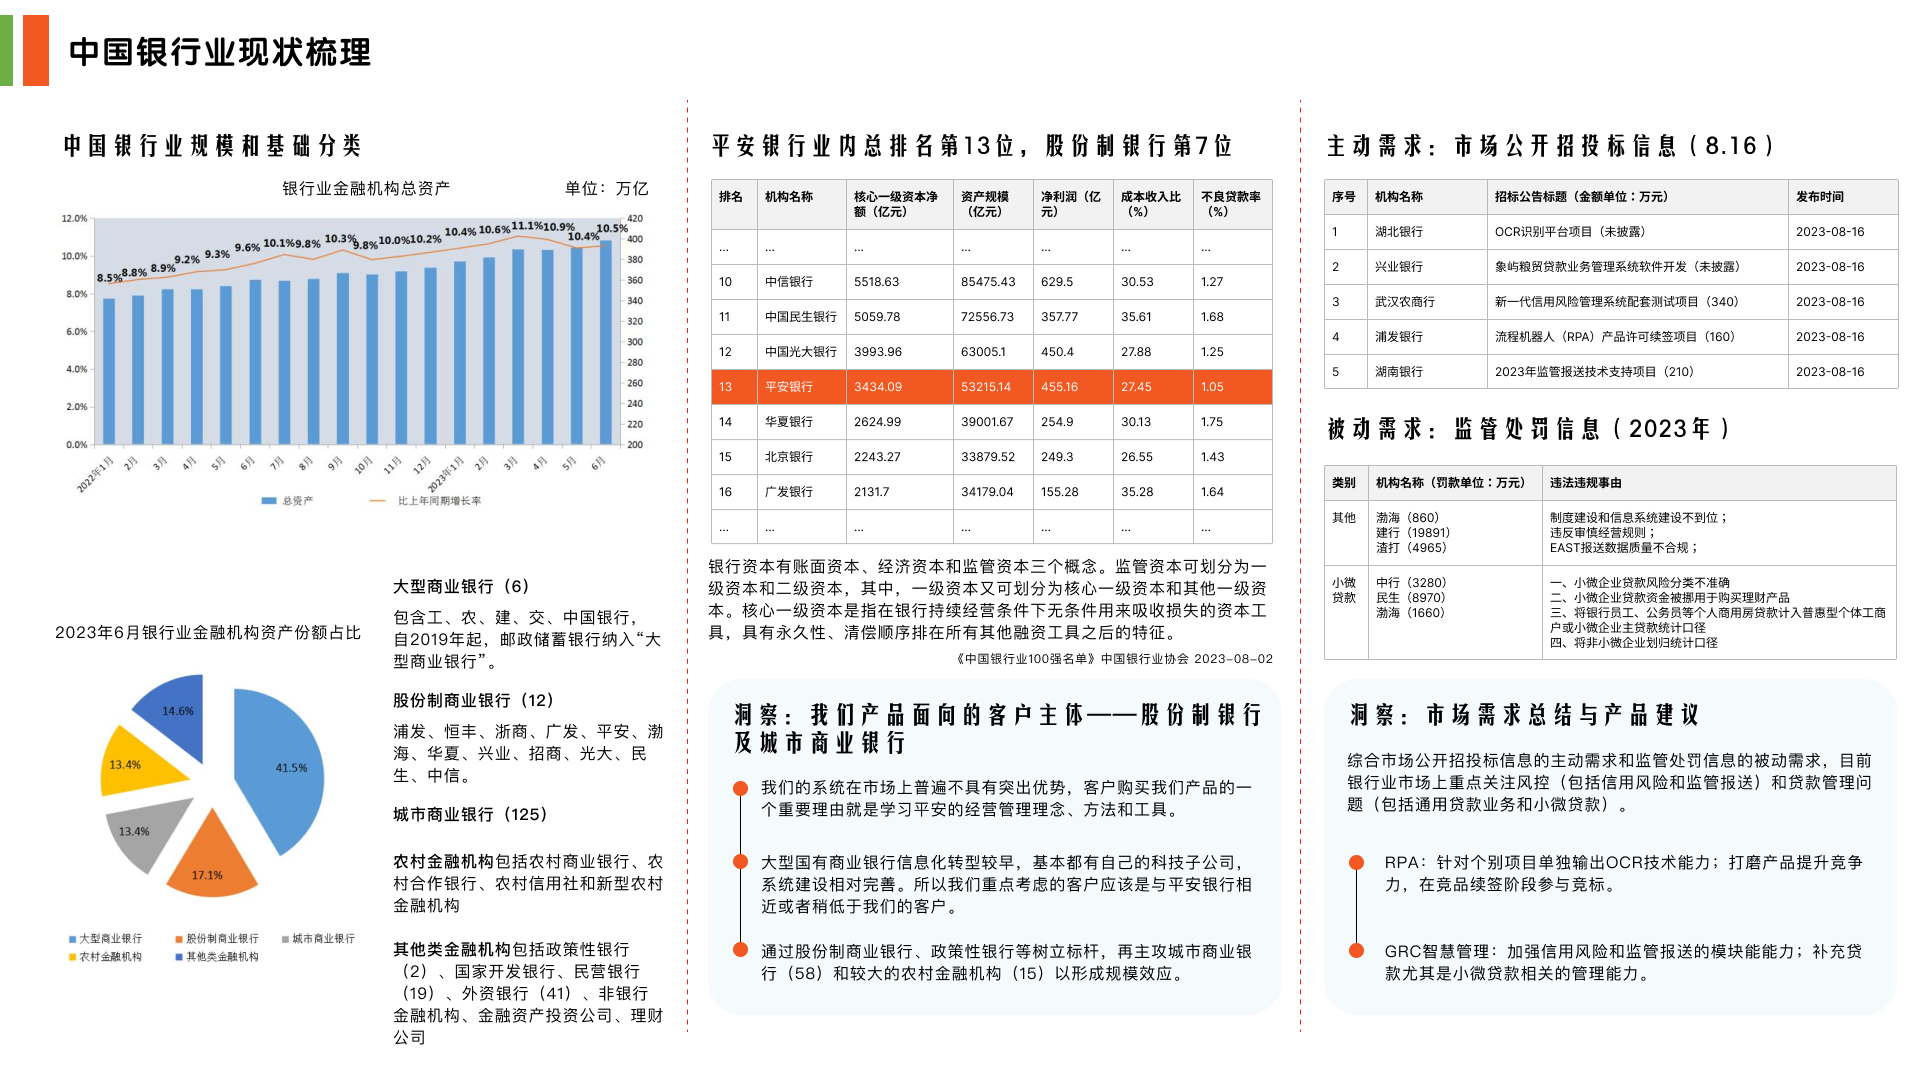 中国银行业现状梳理
中国银行业规模和基础分类
银行业金融机构总资产 单位：万亿
12.0%
10.0%
8.0%
6.0%
4.0%
2.0%
0.0%
8.5% 8.8% 8.9% 9.2% 9.3% 9.6% 10.1% 9.8% 10.3% 9.8% 10.0% 10.2% 10.4% 10.6% 11.1% 10.9% 10.4% 10.5%
420
400
380
360
340
320
300
280
260
240
220
200
2022年1月 2月 3月 4月 5月 6月 7月 8月 9月 10月 11月 12月 2023年1月 2月 3月 4月 5月 6月
总资产 比上年同期增长率
2023年6月银行业金融机构资产份额占比
41.5%
17.1%
13.4%
13.4%
14.6%
大型商业银行 股份制商业银行 城市商业银行
农村金融机构 其他类金融机构
大型商业银行（6）
包含工、农、建、交、中国银行，
自2019年起，邮政储蓄银行纳入“大
型商业银行”。
股份制商业银行（12）
浦发、恒丰、浙商、广发、平安、渤
海、华夏、兴业、招商、光大、民
生、中信。
城市商业银行（125）
农村金融机构包括农村商业银行、农
村合作银行、农村信用社和新型农村
金融机构
其他类金融机构包括政策性银行
（2）、国家开发银行、民营银行
（19）、外资银行（41）、非银行
金融机构、金融资产投资公司、理财
公司
平安银行业内总排名第13位，股份制银行第7位
排名 机构名称 核心一级资本净额（亿元） 资产规模（亿元） 净利润（亿元） 成本收入比（%） 不良贷款率（%）
... ... ... ... ... ... ...
10 中信银行 5518.63 85475.43 629.5 30.53 1.27
11 中国民生银行 5059.78 72556.73 357.77 35.61 1.68
12 中国光大银行 3993.96 63005.1 450.4 27.88 1.25
13 平安银行 3434.09 53215.14 455.16 27.45 1.05
14 华夏银行 2624.99 39001.67 254.9 30.13 1.75
15 北京银行 2243.27 33879.52 249.3 26.55 1.43
16 广发银行 2131.7 34179.04 155.28 35.28 1.64
... ... ... ... ... ... ...
银行资本有账面资本、经济资本和监管资本三个概念。监管资本可划分为一
级资本和二级资本，其中，一级资本又可划分为核心一级资本和其他一级资
本。核心一级资本是指在银行持续经营条件下无条件用来吸收损失的资本工
具，具有永久性、清偿顺序排在所有其他融资工具之后的特征。
《中国银行业100强名单》中国银行业协会 2023-08-02
洞察：我们产品面向的客户主体——股份制银行
及城市商业银行
我们的系统在市场上普遍不具有突出优势，客户购买我们产品的一
个重要理由就是学习平安的经营管理理念、方法和工具。
大型国有商业银行信息化转型较早，基本都有自己的科技子公司，
系统建设相对完善。所以我们重点考虑的客户应该是与平安银行相
近或者稍低于我们的客户。
通过股份制商业银行、政策性银行等树立标杆，再主攻城市商业银
行（58）和较大的农村金融机构（15）以形成规模效应。
主动需求：市场公开招投标信息（8.16）
序号 机构名称 招标公告标题（金额单位：万元） 发布时间
1 湖北银行 OCR识别平台项目（未披露） 2023-08-16
2 兴业银行 象屿粮贸贷款业务管理系统软件开发（未披露） 2023-08-16
3 武汉农商行 新一代信用风险管理系统配套测试项目（340） 2023-08-16
4 浦发银行 流程机器人（RPA）产品许可续签项目（160） 2023-08-16
5 湖南银行 2023年监管报送技术支持项目（210） 2023-08-16
被动需求：监管处罚信息（2023年）
类别 机构名称（罚款单位：万元） 违法违规事由
其他 渤海（860） 制度建设和信息系统建设不到位；
建行（19891） 违反审慎经营规则；
渣打（4965） EAST报送数据质量不合规；
小微 中行（3280） 一、小微企业贷款风险分类不准确
贷款 民生（8970） 二、小微企业贷款资金被挪用于购买理财产品
渤海（1660） 三、将银行员工、公务员等个人商用房贷款计入普惠型个体工商
户或小微企业主贷款统计口径
四、将非小微企业划归统计口径
洞察：市场需求总结与产品建议
综合市场公开招投标信息的主动需求和监管处罚信息的被动需求，目前
银行业市场上重点关注风控（包括信用风险和监管报送）和贷款管理问
题（包括通用贷款业务和小微贷款）。
RPA：针对个别项目单独输出OCR技术能力；打磨产品提升竞争
力，在竞品续签阶段参与竞标。
GRC智慧管理：加强信用风险和监管报送的模块能能力；补充贷
款尤其是小微贷款相关的管理能力。